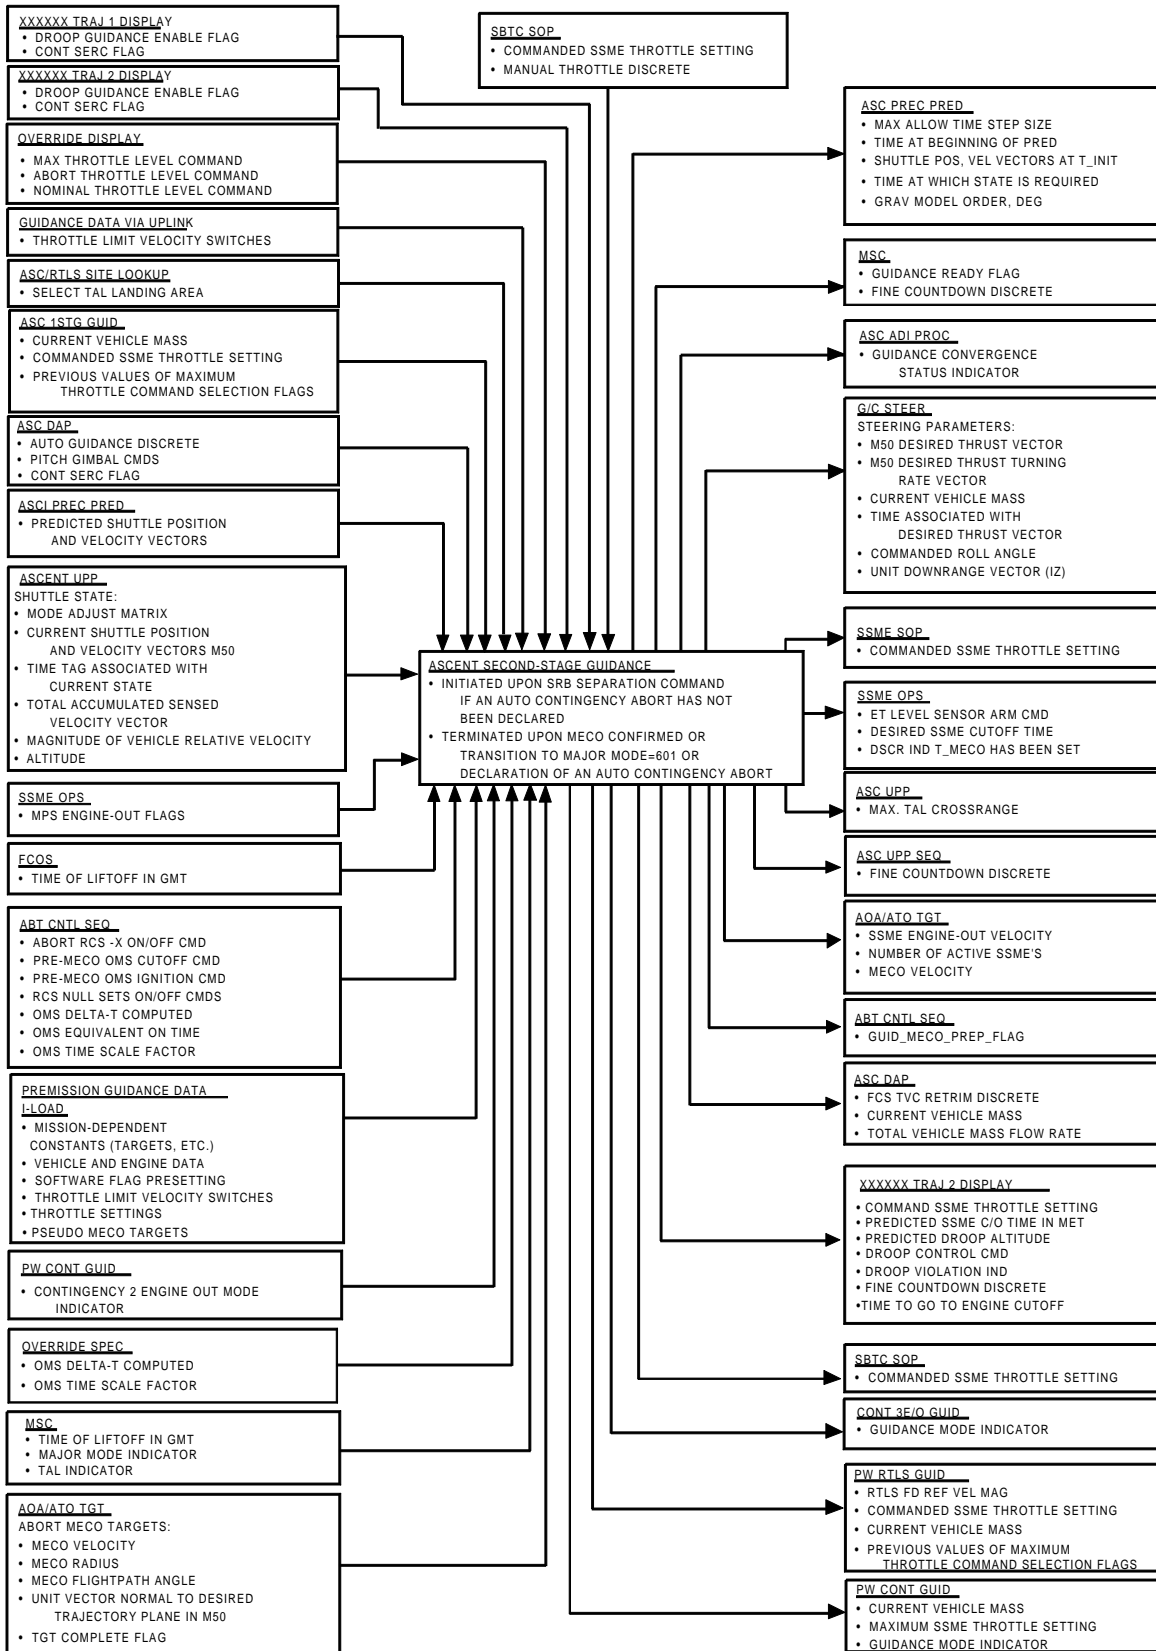 XXXXXX TRAJ 1 DISPLAY
• DROOP GUIDANCE ENABLE FLAG
• CONT SERC FLAG
XXXXXX TRAJ 2 DISPLAY
• DROOP GUIDANCE ENABLE FLAG
• CONT SERC FLAG
OVERRIDE DISPLAY
• MAX THROTTLE LEVEL COMMAND
• ABORT THROTTLE LEVEL COMMAND
• NOMINAL THROTTLE LEVEL COMMAND
GUIDANCE DATA VIA UPLINK
• THROTTLE LIMIT VELOCITY SWITCHES
ASC/RTLS SITE LOOKUP
• SELECT TAL LANDING AREA
ASC 1STG GUID
• CURRENT VEHICLE MASS
• COMMANDED SSME THROTTLE SETTING
• PREVIOUS VALUES OF MAXIMUM
THROTTLE COMMAND SELECTION FLAGS
ASC DAP
• AUTO GUIDANCE DISCRETE
• PITCH GIMBAL CMDS
• CONT SERC FLAG
ASCI PREC PRED
• PREDICTED SHUTTLE POSITION
AND VELOCITY VECTORS
ASCENT UPP
SHUTTLE STATE:
• MODE ADJUST MATRIX
• CURRENT SHUTTLE POSITION
AND VELOCITY VECTORS M50
• TIME TAG ASSOCIATED WITH
CURRENT STATE
• TOTAL ACCUMULATED SENSED
VELOCITY VECTOR
• MAGNITUDE OF VEHICLE RELATIVE VELOCITY
• ALTITUDE
SSME OPS
• MPS ENGINE-OUT FLAGS
FCOS
• TIME OF LIFTOFF IN GMT
ABT CNTL SEQ
• ABORT RCS -X ON/OFF CMD
• PRE-MECO OMS CUTOFF CMD
• PRE-MECO OMS IGNITION CMD
• RCS NULL SETS ON/OFF CMDS
• OMS DELTA-T COMPUTED
• OMS EQUIVALENT ON TIME
• OMS TIME SCALE FACTOR
PREMISSION GUIDANCE DATA
I-LOAD
• MISSION-DEPENDENT
CONSTANTS (TARGETS, ETC.)
• VEHICLE AND ENGINE DATA
• SOFTWARE FLAG PRESETTING
• THROTTLE LIMIT VELOCITY SWITCHES
• THROTTLE SETTINGS
• PSEUDO MECO TARGETS
PW CONT GUID
• CONTINGENCY 2 ENGINE OUT MODE
INDICATOR
OVERRIDE SPEC
• OMS DELTA-T COMPUTED
• OMS TIME SCALE FACTOR
MSC
• TIME OF LIFTOFF IN GMT
• MAJOR MODE INDICATOR
• TAL INDICATOR
AOA/ATO TGT
ABORT MECO TARGETS:
• MECO VELOCITY
• MECO RADIUS
• MECO FLIGHTPATH ANGLE
• UNIT VECTOR NORMAL TO DESIRED
TRAJECTORY PLANE IN M50
• TGT COMPLETE FLAG
SBTC SOP
• COMMANDED SSME THROTTLE SETTING
• MANUAL THROTTLE DISCRETE
ASCENT SECOND-STAGE GUIDANCE
• INITIATED UPON SRB SEPARATION COMMAND
IF AN AUTO CONTINGENCY ABORT HAS NOT
BEEN DECLARED
• TERMINATED UPON MECO CONFIRMED OR
TRANSITION TO MAJOR MODE=601 OR
DECLARATION OF AN AUTO CONTINGENCY ABORT
ASC PREC PRED
• MAX ALLOW TIME STEP SIZE
• TIME AT BEGINNING OF PRED
• SHUTTLE POS, VEL VECTORS AT T_INIT
• TIME AT WHICH STATE IS REQUIRED
• GRAV MODEL ORDER, DEG
MSC
• GUIDANCE READY FLAG
• FINE COUNTDOWN DISCRETE
ASC ADI PROC
• GUIDANCE CONVERGENCE
STATUS INDICATOR
G/C STEER
STEERING PARAMETERS:
• M50 DESIRED THRUST VECTOR
• M50 DESIRED THRUST TURNING
RATE VECTOR
• CURRENT VEHICLE MASS
• TIME ASSOCIATED WITH
DESIRED THRUST VECTOR
• COMMANDED ROLL ANGLE
• UNIT DOWNRANGE VECTOR (IZ)
SSME SOP
• COMMANDED SSME THROTTLE SETTING
SSME OPS
• ET LEVEL SENSOR ARM CMD
• DESIRED SSME CUTOFF TIME
• DSCR IND T_MECO HAS BEEN SET
ASC UPP
• MAX. TAL CROSSRANGE
ASC UPP SEQ
• FINE COUNTDOWN DISCRETE
AOA/ATO TGT
• SSME ENGINE-OUT VELOCITY
• NUMBER OF ACTIVE SSME'S
• MECO VELOCITY
ABT CNTL SEQ
• GUID_MECO_PREP_FLAG
ASC DAP
• FCS TVC RETRIM DISCRETE
• CURRENT VEHICLE MASS
• TOTAL VEHICLE MASS FLOW RATE
XXXXXX TRAJ 2 DISPLAY
• COMMAND SSME THROTTLE SETTING
• PREDICTED SSME C/O TIME IN MET
• PREDICTED DROOP ALTITUDE
• DROOP CONTROL CMD
• DROOP VIOLATION IND
• FINE COUNTDOWN DISCRETE
•TIME TO GO TO ENGINE CUTOFF
SBTC SOP
• COMMANDED SSME THROTTLE SETTING
CONT 3E/O GUID
• GUIDANCE MODE INDICATOR
PW RTLS GUID
• RTLS FD REF VEL MAG
• COMMANDED SSME THROTTLE SETTING
• CURRENT VEHICLE MASS
• PREVIOUS VALUES OF MAXIMUM
THROTTLE COMMAND SELECTION FLAGS
PW CONT GUID
• CURRENT VEHICLE MASS
• MAXIMUM SSME THROTTLE SETTING
• GUIDANCE MODE INDICATOR